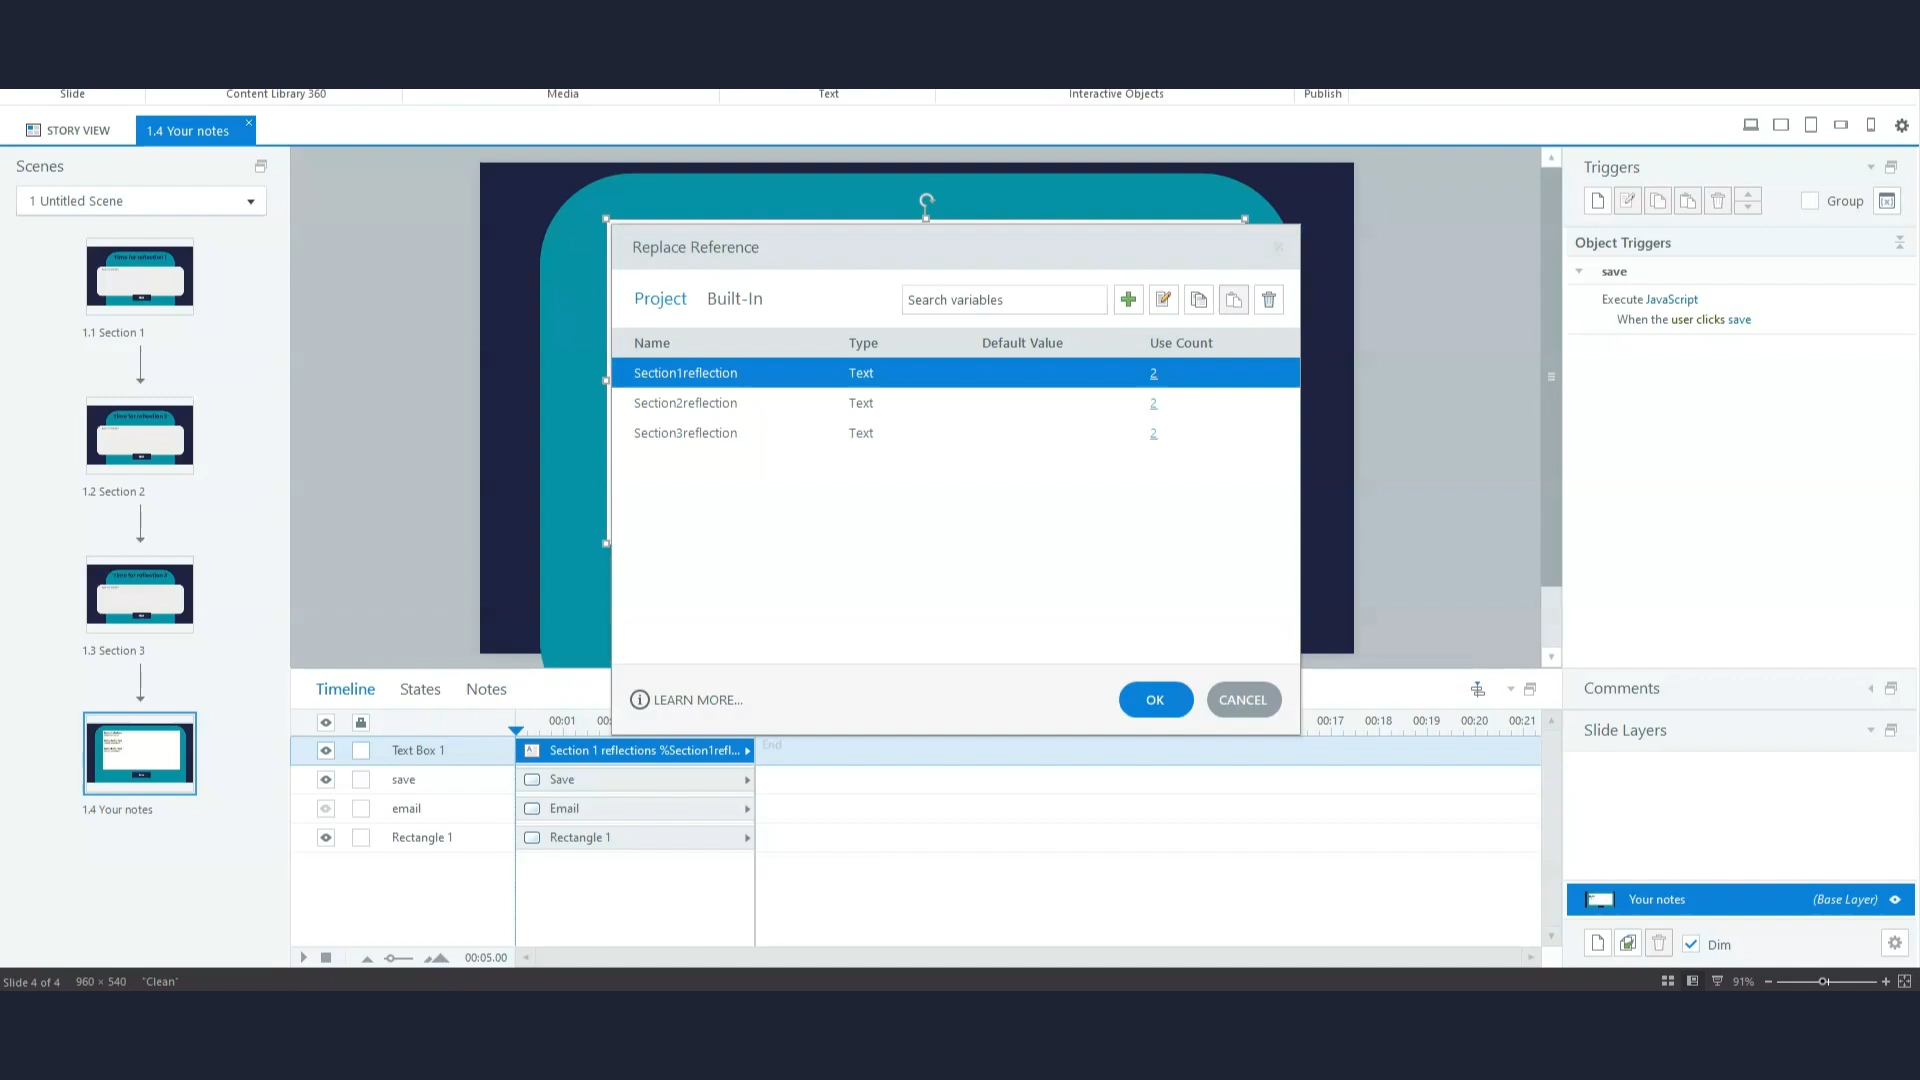 Slide Content Library 360 Media Text Interactive Objects Publish
STORY VIEW 1.4 Your notes
Scenes
1 Untitled Scene
1.1 Section 1
1.2 Section 2
1.3 Section 3
1.4 Your notes
Replace Reference
Project Built-In Search variables
Name Type Default Value Use Count
Section1reflection Text 2
Section2reflection Text 2
Section3reflection Text 2
LEARN MORE... OK CANCEL
Triggers
Group
Object Triggers
save
Execute JavaScript
When the user clicks save
Timeline States Notes
00:01 00: 00:17 00:18 00:19 00:20 00:21
Text Box 1 Section 1 reflections %Section1refl... End
save Save
email Email
Rectangle 1 Rectangle 1
00:05.00
Comments
Slide Layers
Your notes (Base Layer)
Dim
Slide 4 of 4 960 × 540 "Clean" 91%